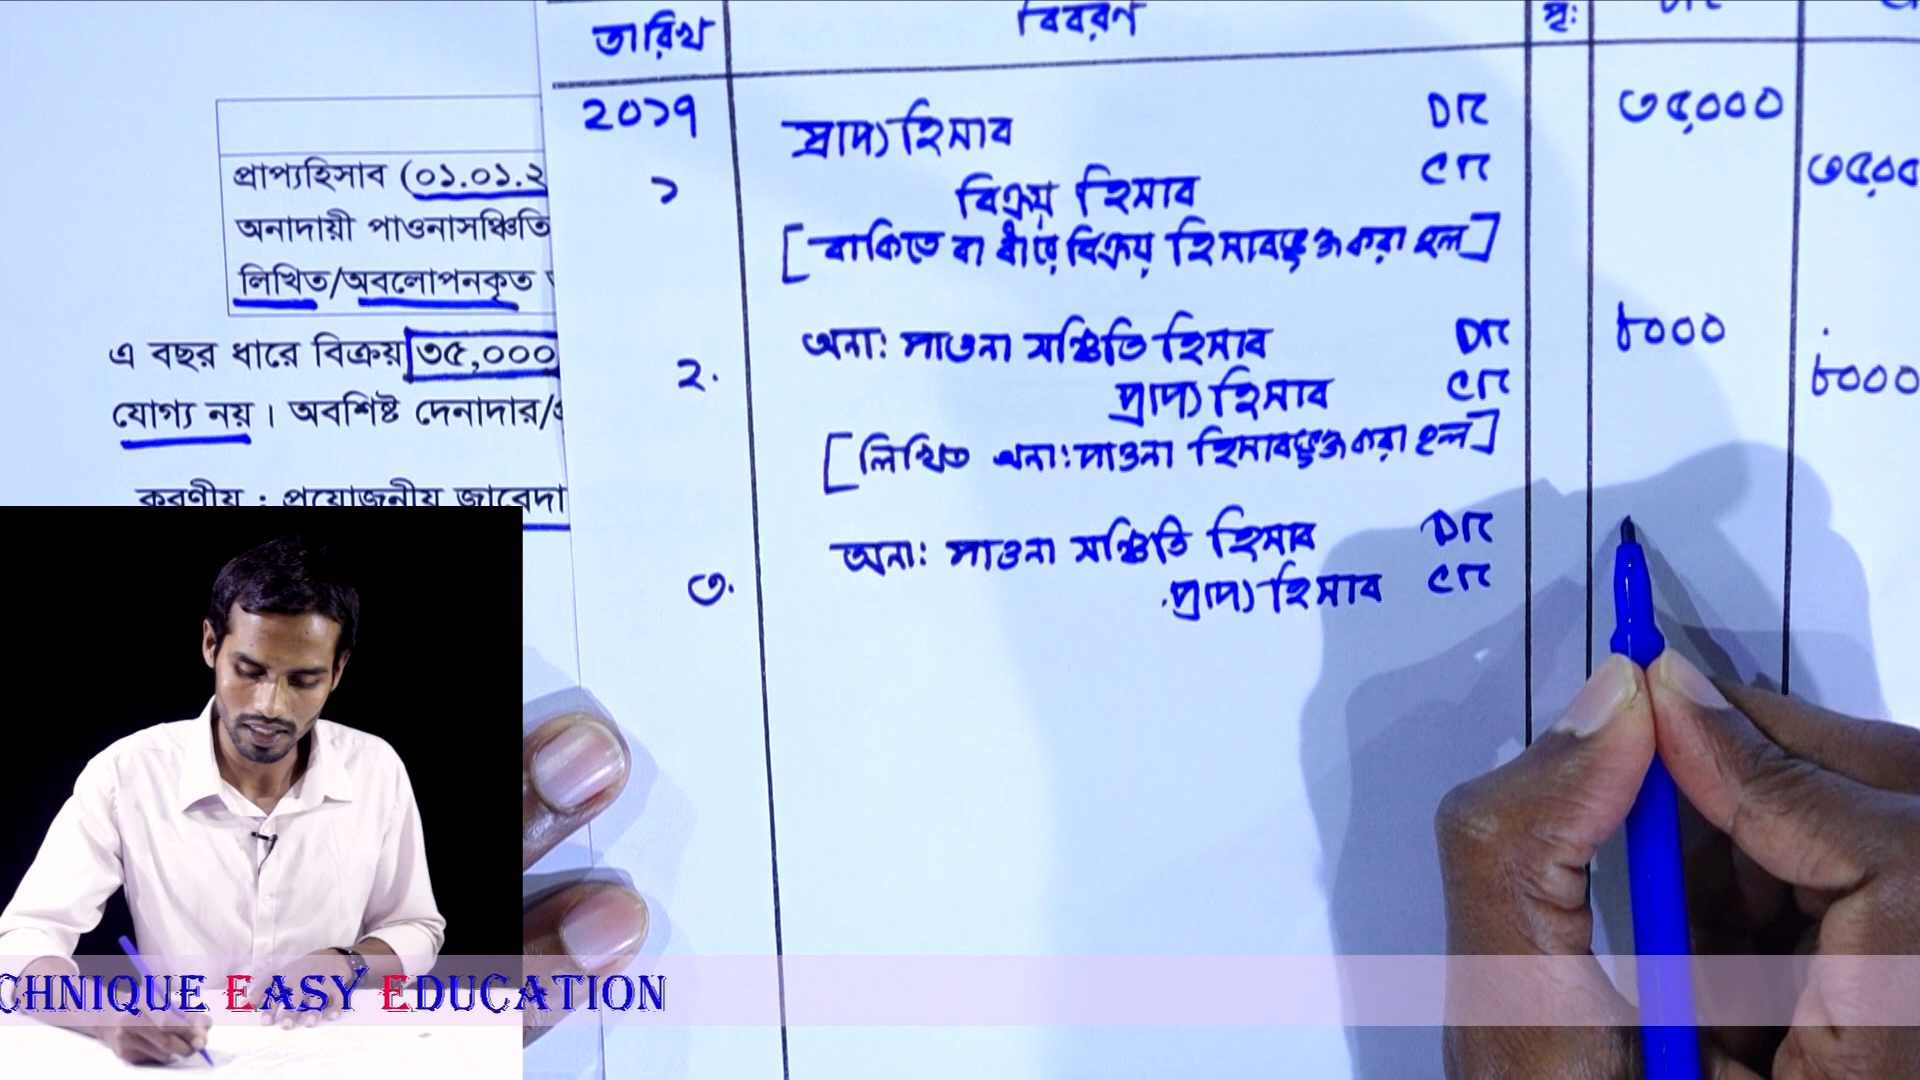 তারিখ বিবরণ পৃঃ
২০১৭ প্রাপ্য হিসাব Dr ৩৫,০০০
১ বিক্রয় হিসাব Cr ৩৫,০০
[বাকিতে বা ধারে বিক্রয় হিসাবভুক্ত করা হল]
অনাঃ পাওনা সঞ্চিতি হিসাব Dr ৮০০০
২. প্রাপ্য হিসাব Cr ৮০০০
[লিখিত অনাঃ পাওনা হিসাবভুক্ত করা হল]
অনাঃ পাওনা সঞ্চিতি হিসাব Dr
৩. প্রাপ্য হিসাব Cr
প্রাপ্যহিসাব (০১.০১.২
অনাদায়ী পাওনাসঞ্চিতি
লিখিত/অবলোপনকৃত
এ বছর ধারে বিক্রয় ৩৫,০০০
যোগ্য নয়। অবশিষ্ট দেনাদার/
করণীয় : প্রয়োজনীয় জাবেদা
CHNIQUE EASY EDUCATION